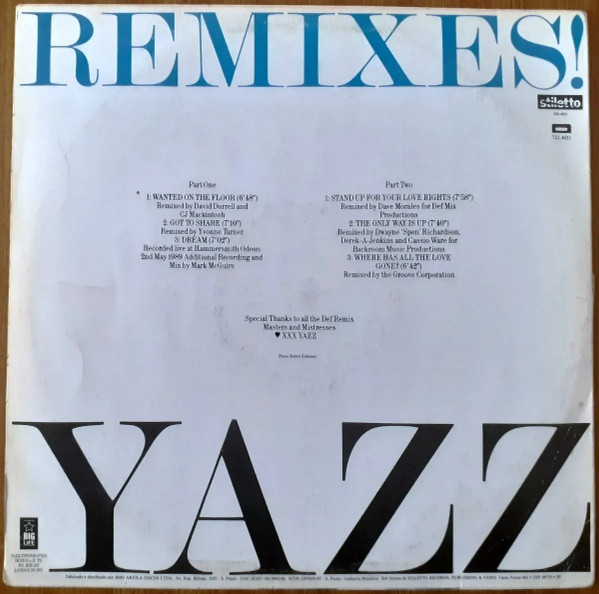 REMIXES!
stiletto
Part One
1: WANTED ON THE FLOOR (6'48")
Remixed by David Dorrell and
CJ Mackintosh
2: GOT TO SHARE (7'10")
Remixed by Yvonne Turner
3: DREAM (7'02")
Recorded live at Hammersmith Odeon
2nd May 1989 Additional Recording and
Mix by Mark McGuire
Part Two
1: STAND UP FOR YOUR LOVE RIGHTS (7'58")
Remixed by Dave Morales for Def Mix
Productions
2: THE ONLY WAY IS UP (7'40")
Remixed by Dwayne 'Spen' Richardson,
Derek-A-Jenkins and Cassio Ware for
Backroom Music Productions
3: WHERE HAS ALL THE LOVE
GONE? (6'42")
Remixed by the Groove Corporation
Special Thanks to all the Def Remix
Masters and Mistresses
♥ XXX YAZZ
YAZZ
BIG
LIFE